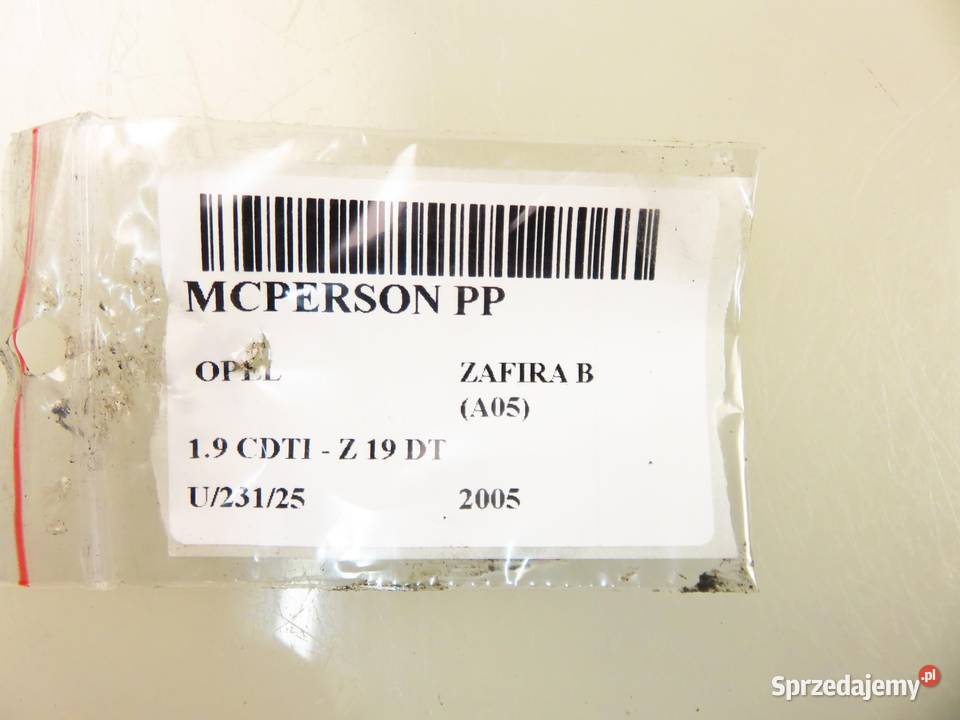 MCPERSON PP
OPEL
ZAFIRA B
(A05)
1.9 CDTI - Z 19 DT
U/231/25
2005
Sprzedajemy.pl